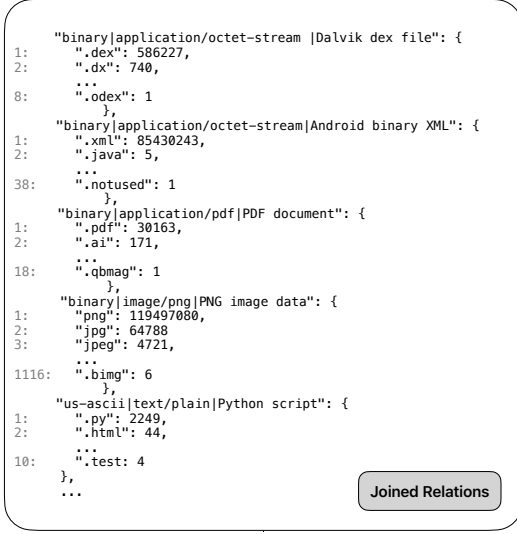 "binary|application/octet-stream |Dalvik dex file": {
1: ".dex": 586227,
2: ".dx": 740,
...
8: ".odex": 1
},
"binary|application/octet-stream|Android binary XML": {
1: ".xml": 85430243,
2: ".java": 5,
...
38: ".notused": 1
},
"binary|application/pdf|PDF document": {
1: ".pdf": 30163,
2: ".ai": 171,
...
18: ".qbmag": 1
},
"binary|image/png|PNG image data": {
1: "png": 119497080,
2: "jpg": 64788
3: "jpeg": 4721,
...
1116: ".bimg": 6
},
"us-ascii|text/plain|Python script": {
1: ".py": 2249,
2: ".html": 44,
...
10: ".test: 4
},
...
Joined Relations